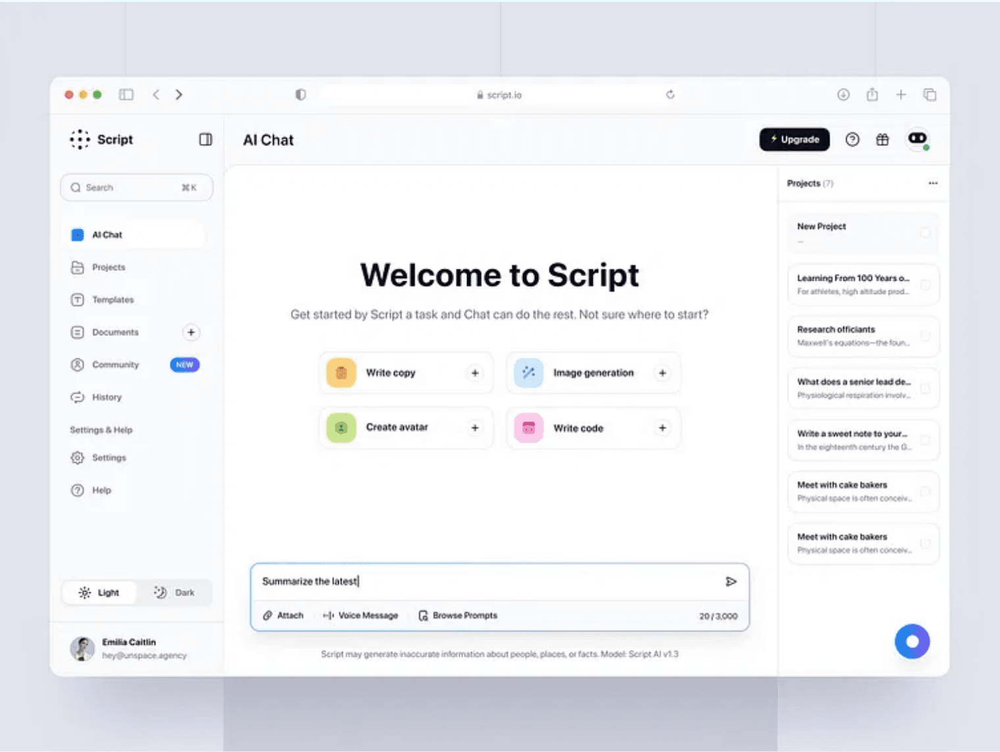 script.io
Script
AI Chat
⚡ Upgrade
Search ⌘K
AI Chat
Projects
Templates
Documents
Community NEW
History
Settings & Help
Settings
Help
Light Dark
Emilia Caitlin
hey@unspace.agency
Welcome to Script
Get started by Script a task and Chat can do the rest. Not sure where to start?
Write copy
Image generation
Create avatar
Write code
Summarize the latest
Attach Voice Message Browse Prompts 20/3,000
Script may generate inaccurate information about people, places, or facts. Model: Script AI v1.3
Projects (7)
New Project
...
Learning From 100 Years o...
For athletes, high altitude prod...
Research officiants
Maxwell's equations—the foun...
What does a senior lead de...
Physiological respiration involv...
Write a sweet note to your...
In the eighteenth century the G...
Meet with cake bakers
Physical space is often conceiv...
Meet with cake bakers
Physical space is often conceiv...